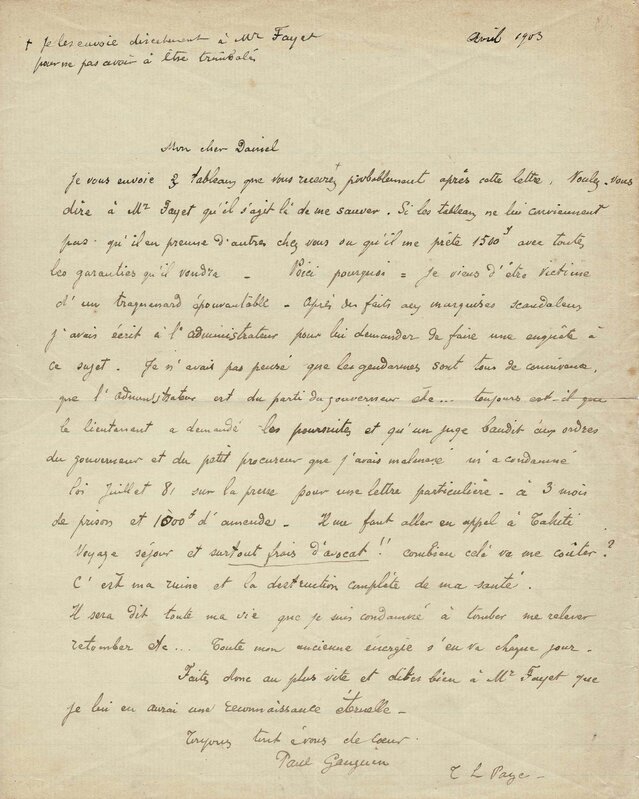 + Je les envoie directement à Mr Fayet
pour ne pas avoir à être trimbalés
Avril 1903
Mon cher Daniel
Je vous envoie 3 tableaux que vous recevrez + probablement après cette lettre. Voulez-vous
dire à Mr Fayet qu'il s'agit là de me sauver. Si les tableaux ne lui conviennent
pas qu'il en prenne d'autres chez vous ou qu'il me prête 1500f avec toutes
les garanties qu'il voudra - Voici pourquoi = Je viens d'être victime
d'un traquenard épouvantable - Après des faits aux marquises scandaleux
j'avais écrit à l'administrateur pour lui demander de faire une enquête à
ce sujet. Je n'avais pas pensé que les gendarmes sont tous de connivence,
que l'administrateur est du parti du gouverneur etc... toujours est-il que
le lieutenant a demandé les poursuites et qu'un juge bandit aux ordres
du gouverneur et du petit procureur que j'avais malmené m'a condamné
loi Juillet 81 sur la presse pour une lettre particulière - à 3 mois
de prison et 1000f d'amende - Il me faut aller en appel à Tahiti
Voyage séjour et surtout frais d'avocat!! combien celà va me coûter?
C'est ma ruine et la destruction complète de ma santé.
Il sera dit toute ma vie que je suis condamné à tomber me relever
retomber etc... Toute mon ancienne énergie s'en va chaque jour.
Faites donc au plus vite et dites bien à Mr Fayet que
je lui en aurai une reconnaissance éternelle -
Toujours tout à vous de cœur.
Paul Gauguin
T L Page -